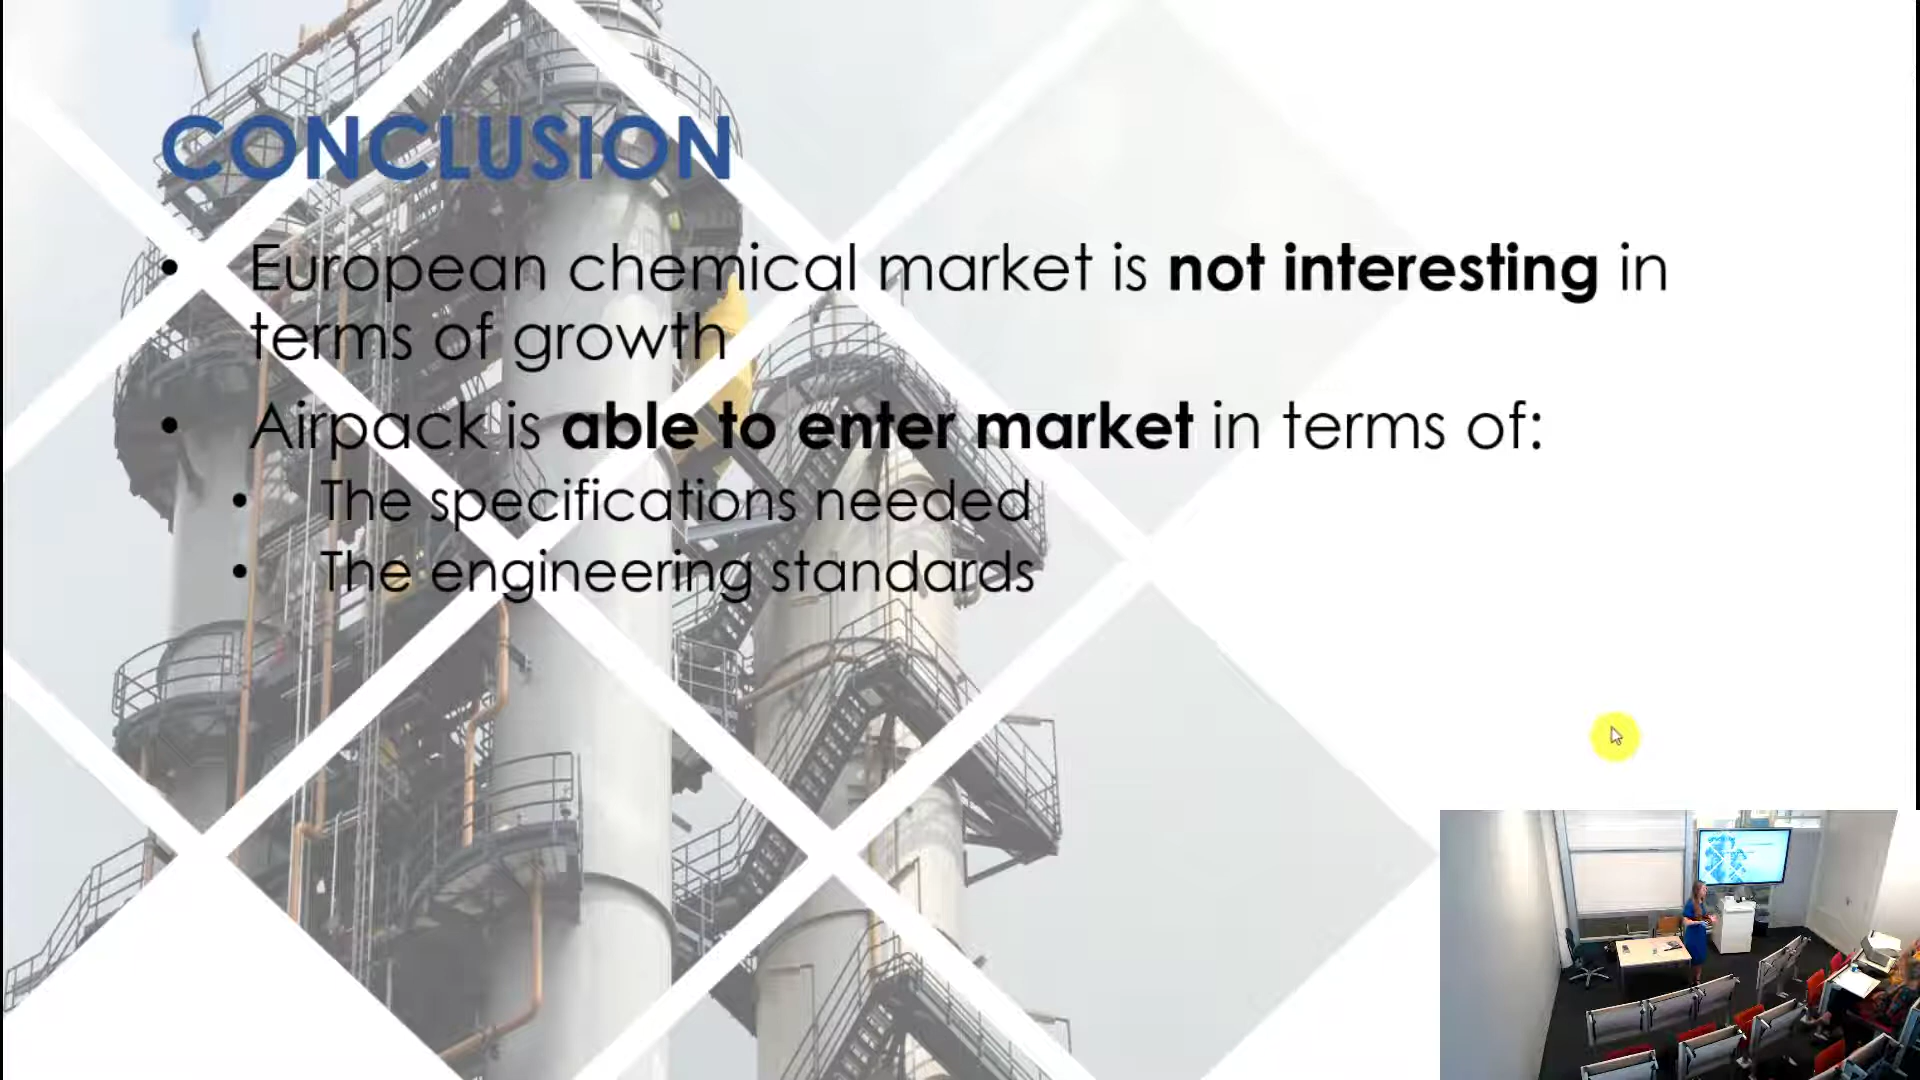 CONCLUSION
• European chemical market is not interesting in
terms of growth
• Airpack is able to enter market in terms of:
• The specifications needed
• The engineering standards